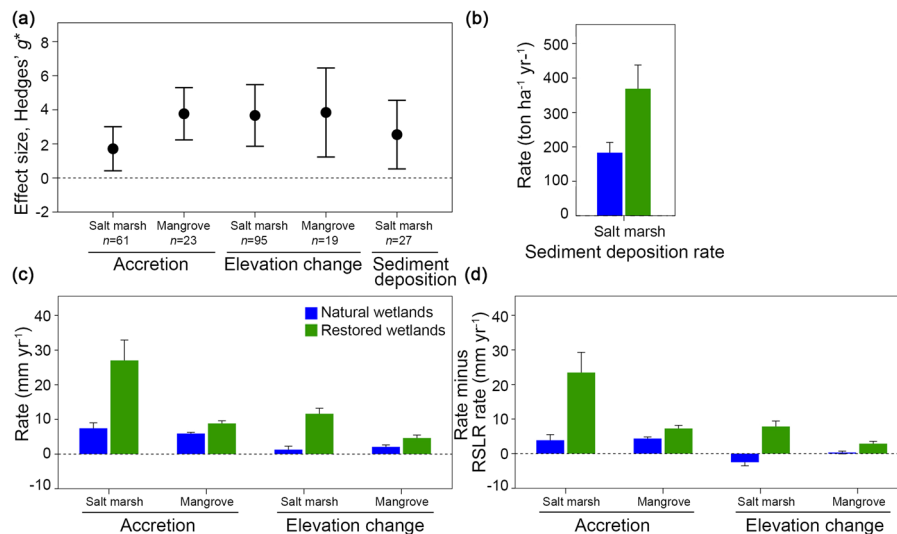 (a)
Effect size, Hedges' g*
8
6
4
2
0
-2
Salt marsh Mangrove Salt marsh Mangrove Salt marsh
n=61 n=23 n=95 n=19 n=27
Accretion Elevation change Sediment
deposition
(b)
Rate (ton ha⁻¹ yr-¹)
500
400
300
200
100
0
Salt marsh
Sediment deposition rate
(c)
Rate (mm yr⁻¹)
40
30
20
10
0
-10
Natural wetlands
Restored wetlands
Salt marsh Mangrove Salt marsh Mangrove
Accretion Elevation change
(d)
Rate minus
RSLR rate (mm yr⁻¹)
40
30
20
10
0
-10
Salt marsh Mangrove Salt marsh Mangrove
Accretion Elevation change